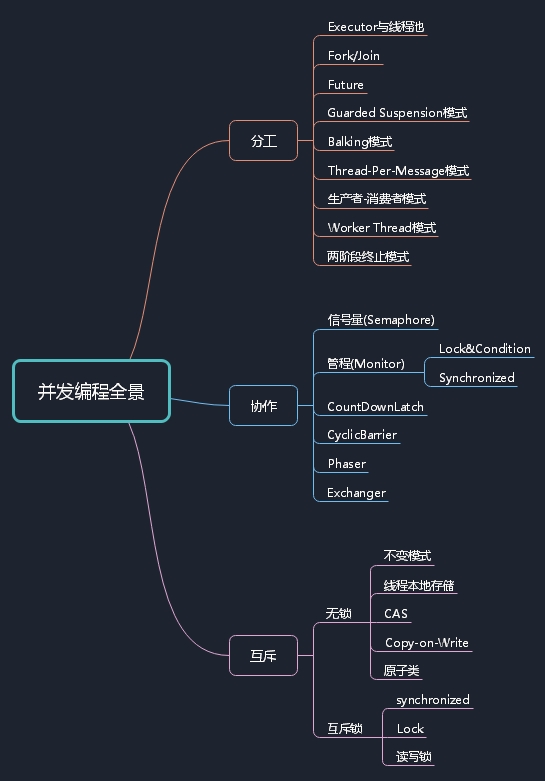 并发编程全景
分工
Executor与线程池
Fork/Join
Future
Guarded Suspension模式
Balking模式
Thread-Per-Message模式
生产者-消费者模式
Worker Thread模式
两阶段终止模式
协作
信号量(Semaphore)
管程(Monitor)
Lock&Condition
Synchronized
CountDownLatch
CyclicBarrier
Phaser
Exchanger
互斥
无锁
不变模式
线程本地存储
CAS
Copy-on-Write
原子类
互斥锁
synchronized
Lock
读写锁